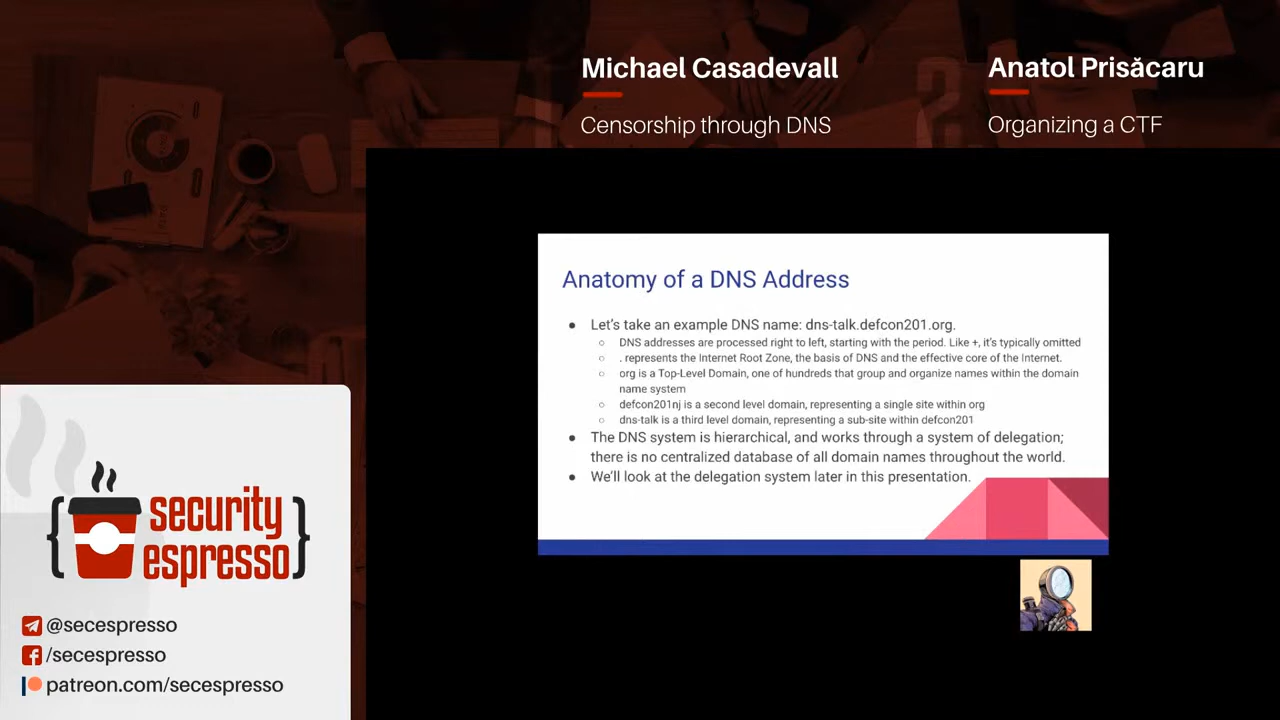 Michael Casadevall
Censorship through DNS
Anatol Prisăcaru
Organizing a CTF
Anatomy of a DNS Address
● Let's take an example DNS name: dns-talk.defcon201.org.
○ DNS addresses are processed right to left, starting with the period. Like +, it's typically omitted
○ . represents the Internet Root Zone, the basis of DNS and the effective core of the Internet.
○ org is a Top-Level Domain, one of hundreds that group and organize names within the domain
name system
○ defcon201nj is a second level domain, representing a single site within org
○ dns-talk is a third level domain, representing a sub-site within defcon201
● The DNS system is hierarchical, and works through a system of delegation;
there is no centralized database of all domain names throughout the world.
● We'll look at the delegation system later in this presentation.
{security
espresso}
@secespresso
/secespresso
patreon.com/secespresso